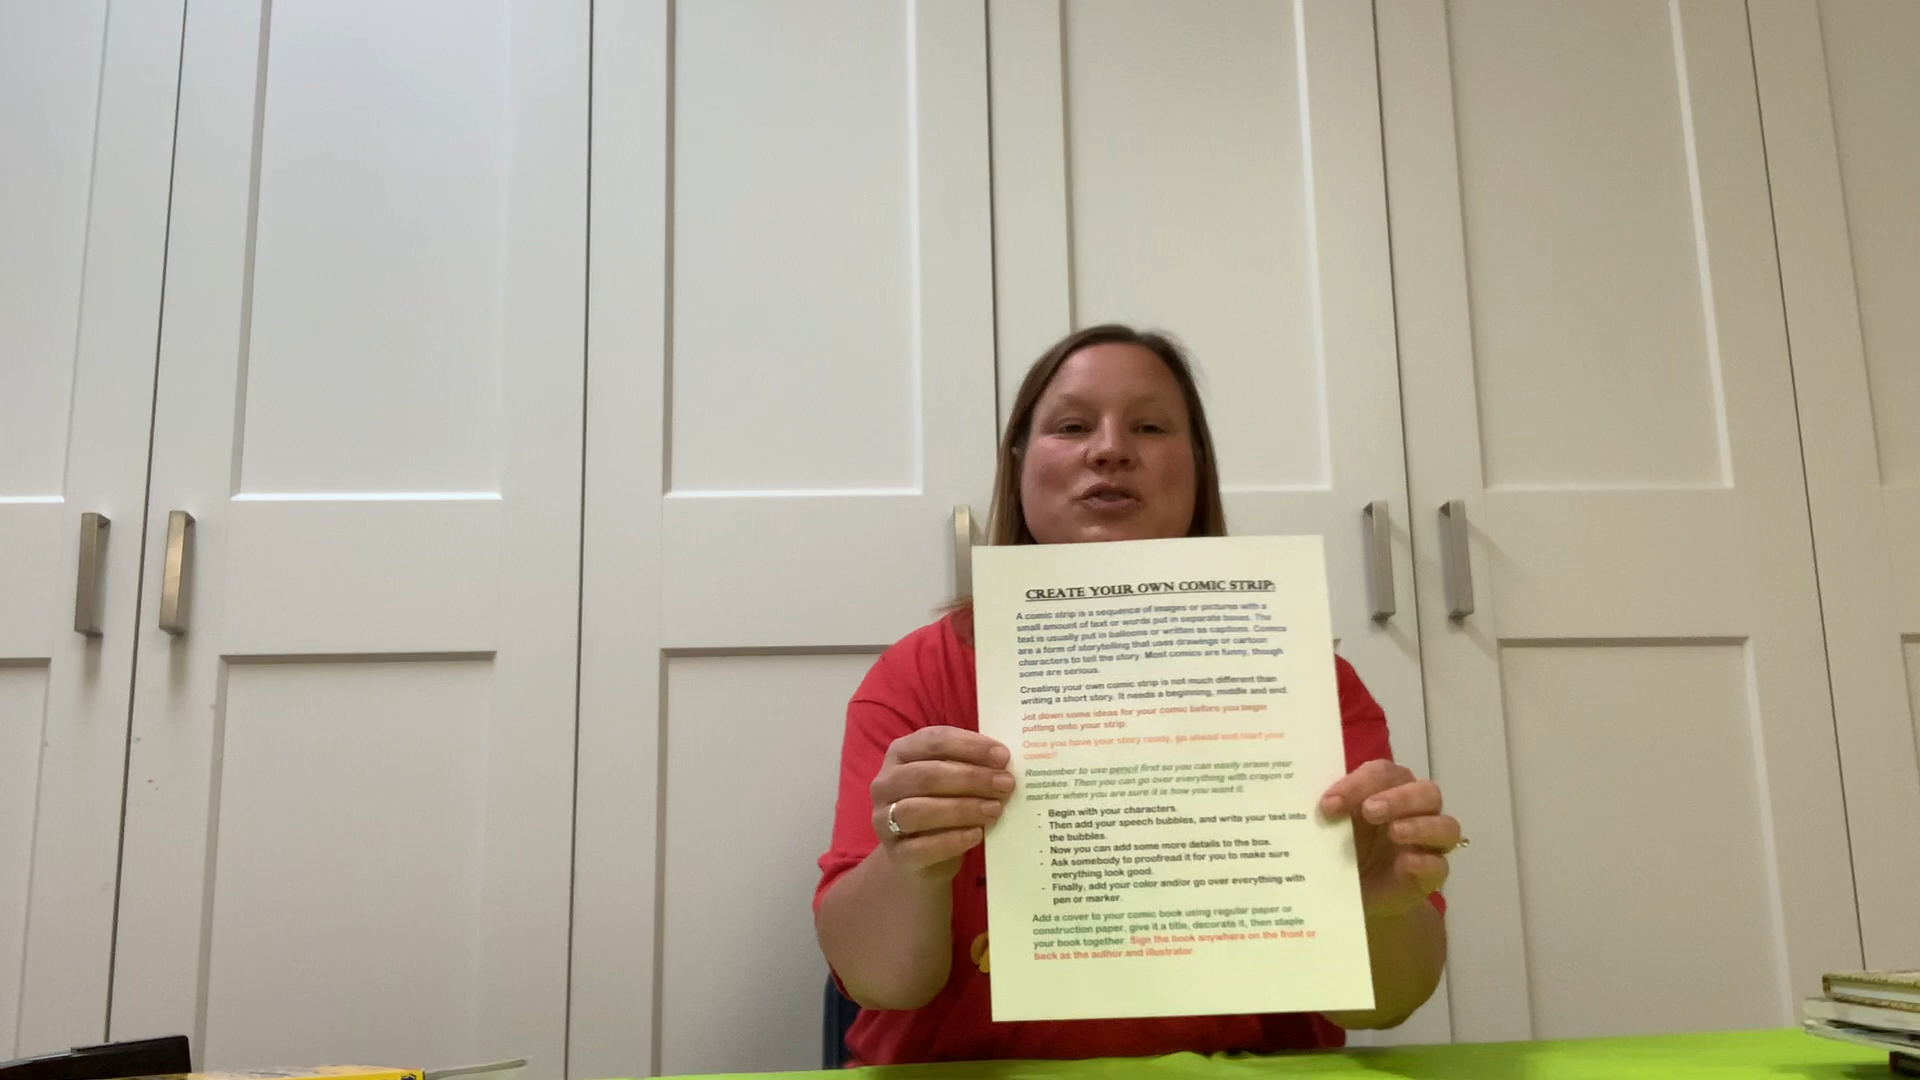 CREATE YOUR OWN COMIC STRIP:
A comic strip is a sequence of images or pictures with a
small amount of text or words put in separate boxes. The
text is usually put in balloons or written as captions. Comics
are a form of storytelling that uses drawings or cartoon
characters to tell the story. Most comics are funny, though
some are serious.
Creating your own comic strip is not much different than
writing a short story. It needs a beginning, middle and end.
Jot down some ideas for your comic before you begin
putting onto your strip.
Once you have your story ready, go ahead and start your
comic!!
Remember to use pencil first so you can easily erase your
mistakes. Then you can go over everything with crayon or
marker when you are sure it is how you want it.
- Begin with your characters.
- Then add your speech bubbles, and write your text into
the bubbles.
- Now you can add some more details to the box.
- Ask somebody to proofread it for you to make sure
everything look good.
- Finally, add your color and/or go over everything with
pen or marker.
Add a cover to your comic book using regular paper or
construction paper, give it a title, decorate it, then staple
your book together. Sign the book anywhere on the front or
back as the author and illustrator.